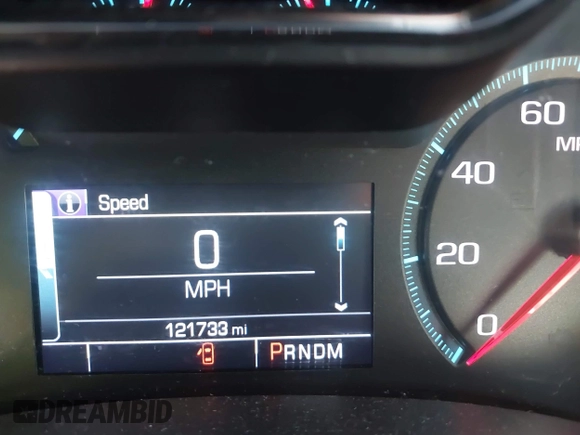 Speed
0
MPH
121733 mi
PRNDM
0
20
40
60
DREAMBID